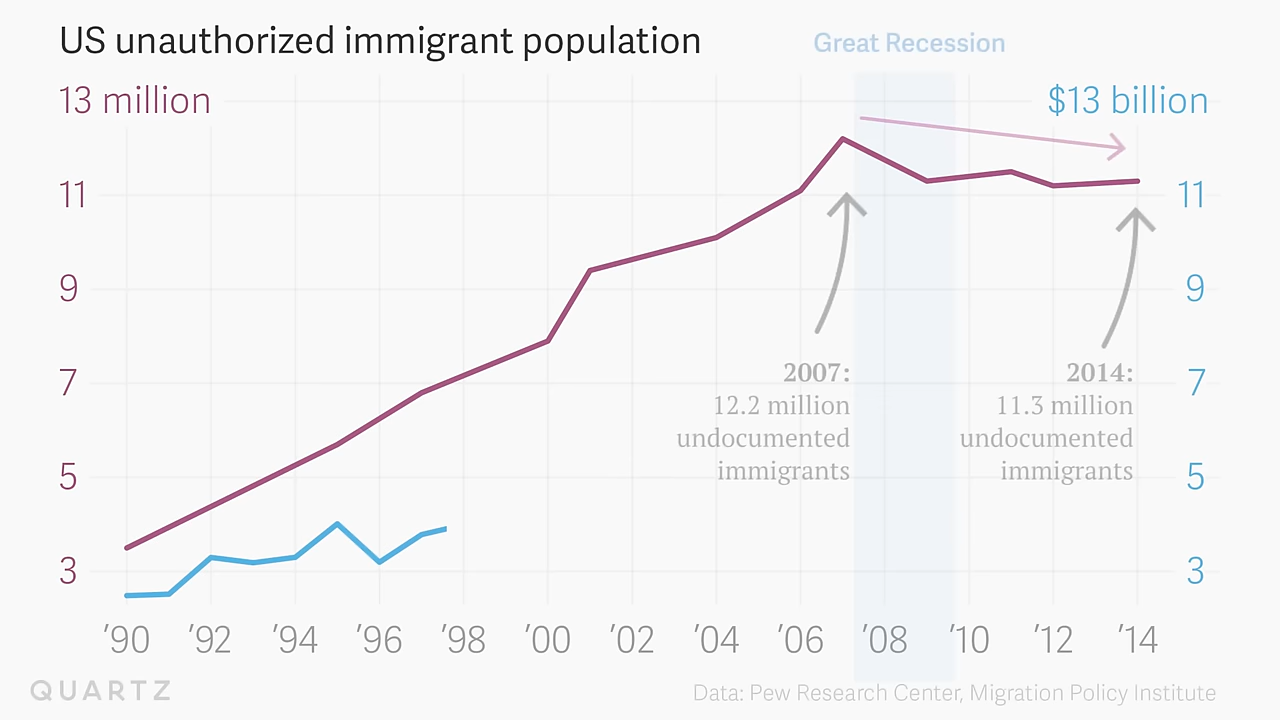 US unauthorized immigrant population
Great Recession
13 million
$13 billion
11
11
9
9
7
7
2007:
12.2 million
undocumented
immigrants
2014:
11.3 million
undocumented
immigrants
5
5
3
3
’90 ’92 ’94 ’96 ’98 ’00 ’02 ’04 ’06 ’08 ’10 ’12 ’14
QUARTZ
Data: Pew Research Center, Migration Policy Institute